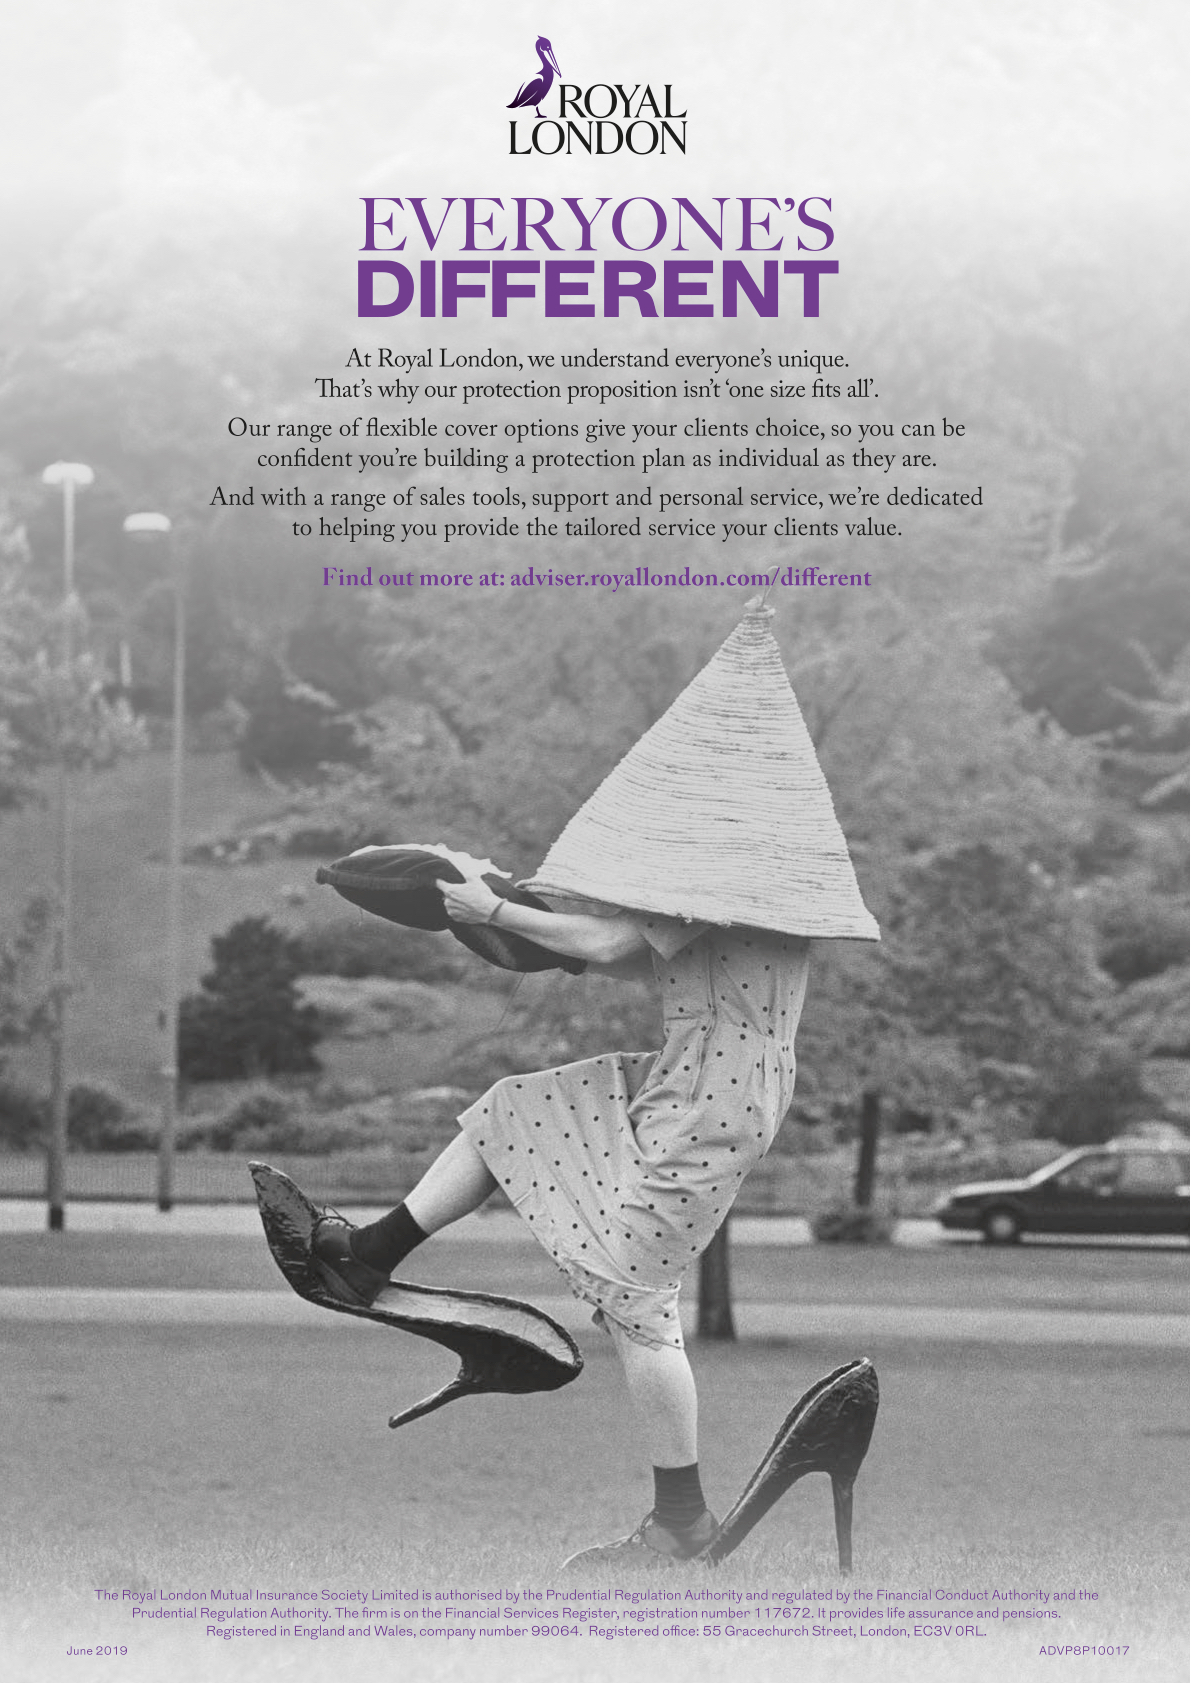 ROYAL
LONDON
EVERYONE’S
DIFFERENT
At Royal London, we understand everyone’s unique.
That’s why our protection proposition isn’t ‘one size fits all’.
Our range of flexible cover options give your clients choice, so you can be
confident you’re building a protection plan as individual as they are.
And with a range of sales tools, support and personal service, we’re dedicated
to helping you provide the tailored service your clients value.
Find out more at: adviser.royallondon.com/different
The Royal London Mutual Insurance Society Limited is authorised by the Prudential Regulation Authority and regulated by the Financial Conduct Authority and the
Prudential Regulation Authority. The firm is on the Financial Services Register, registration number 117672. It provides life assurance and pensions.
Registered in England and Wales, company number 99064. Registered office: 55 Gracechurch Street, London, EC3V 0RL.
June 2019
ADVP8P10017